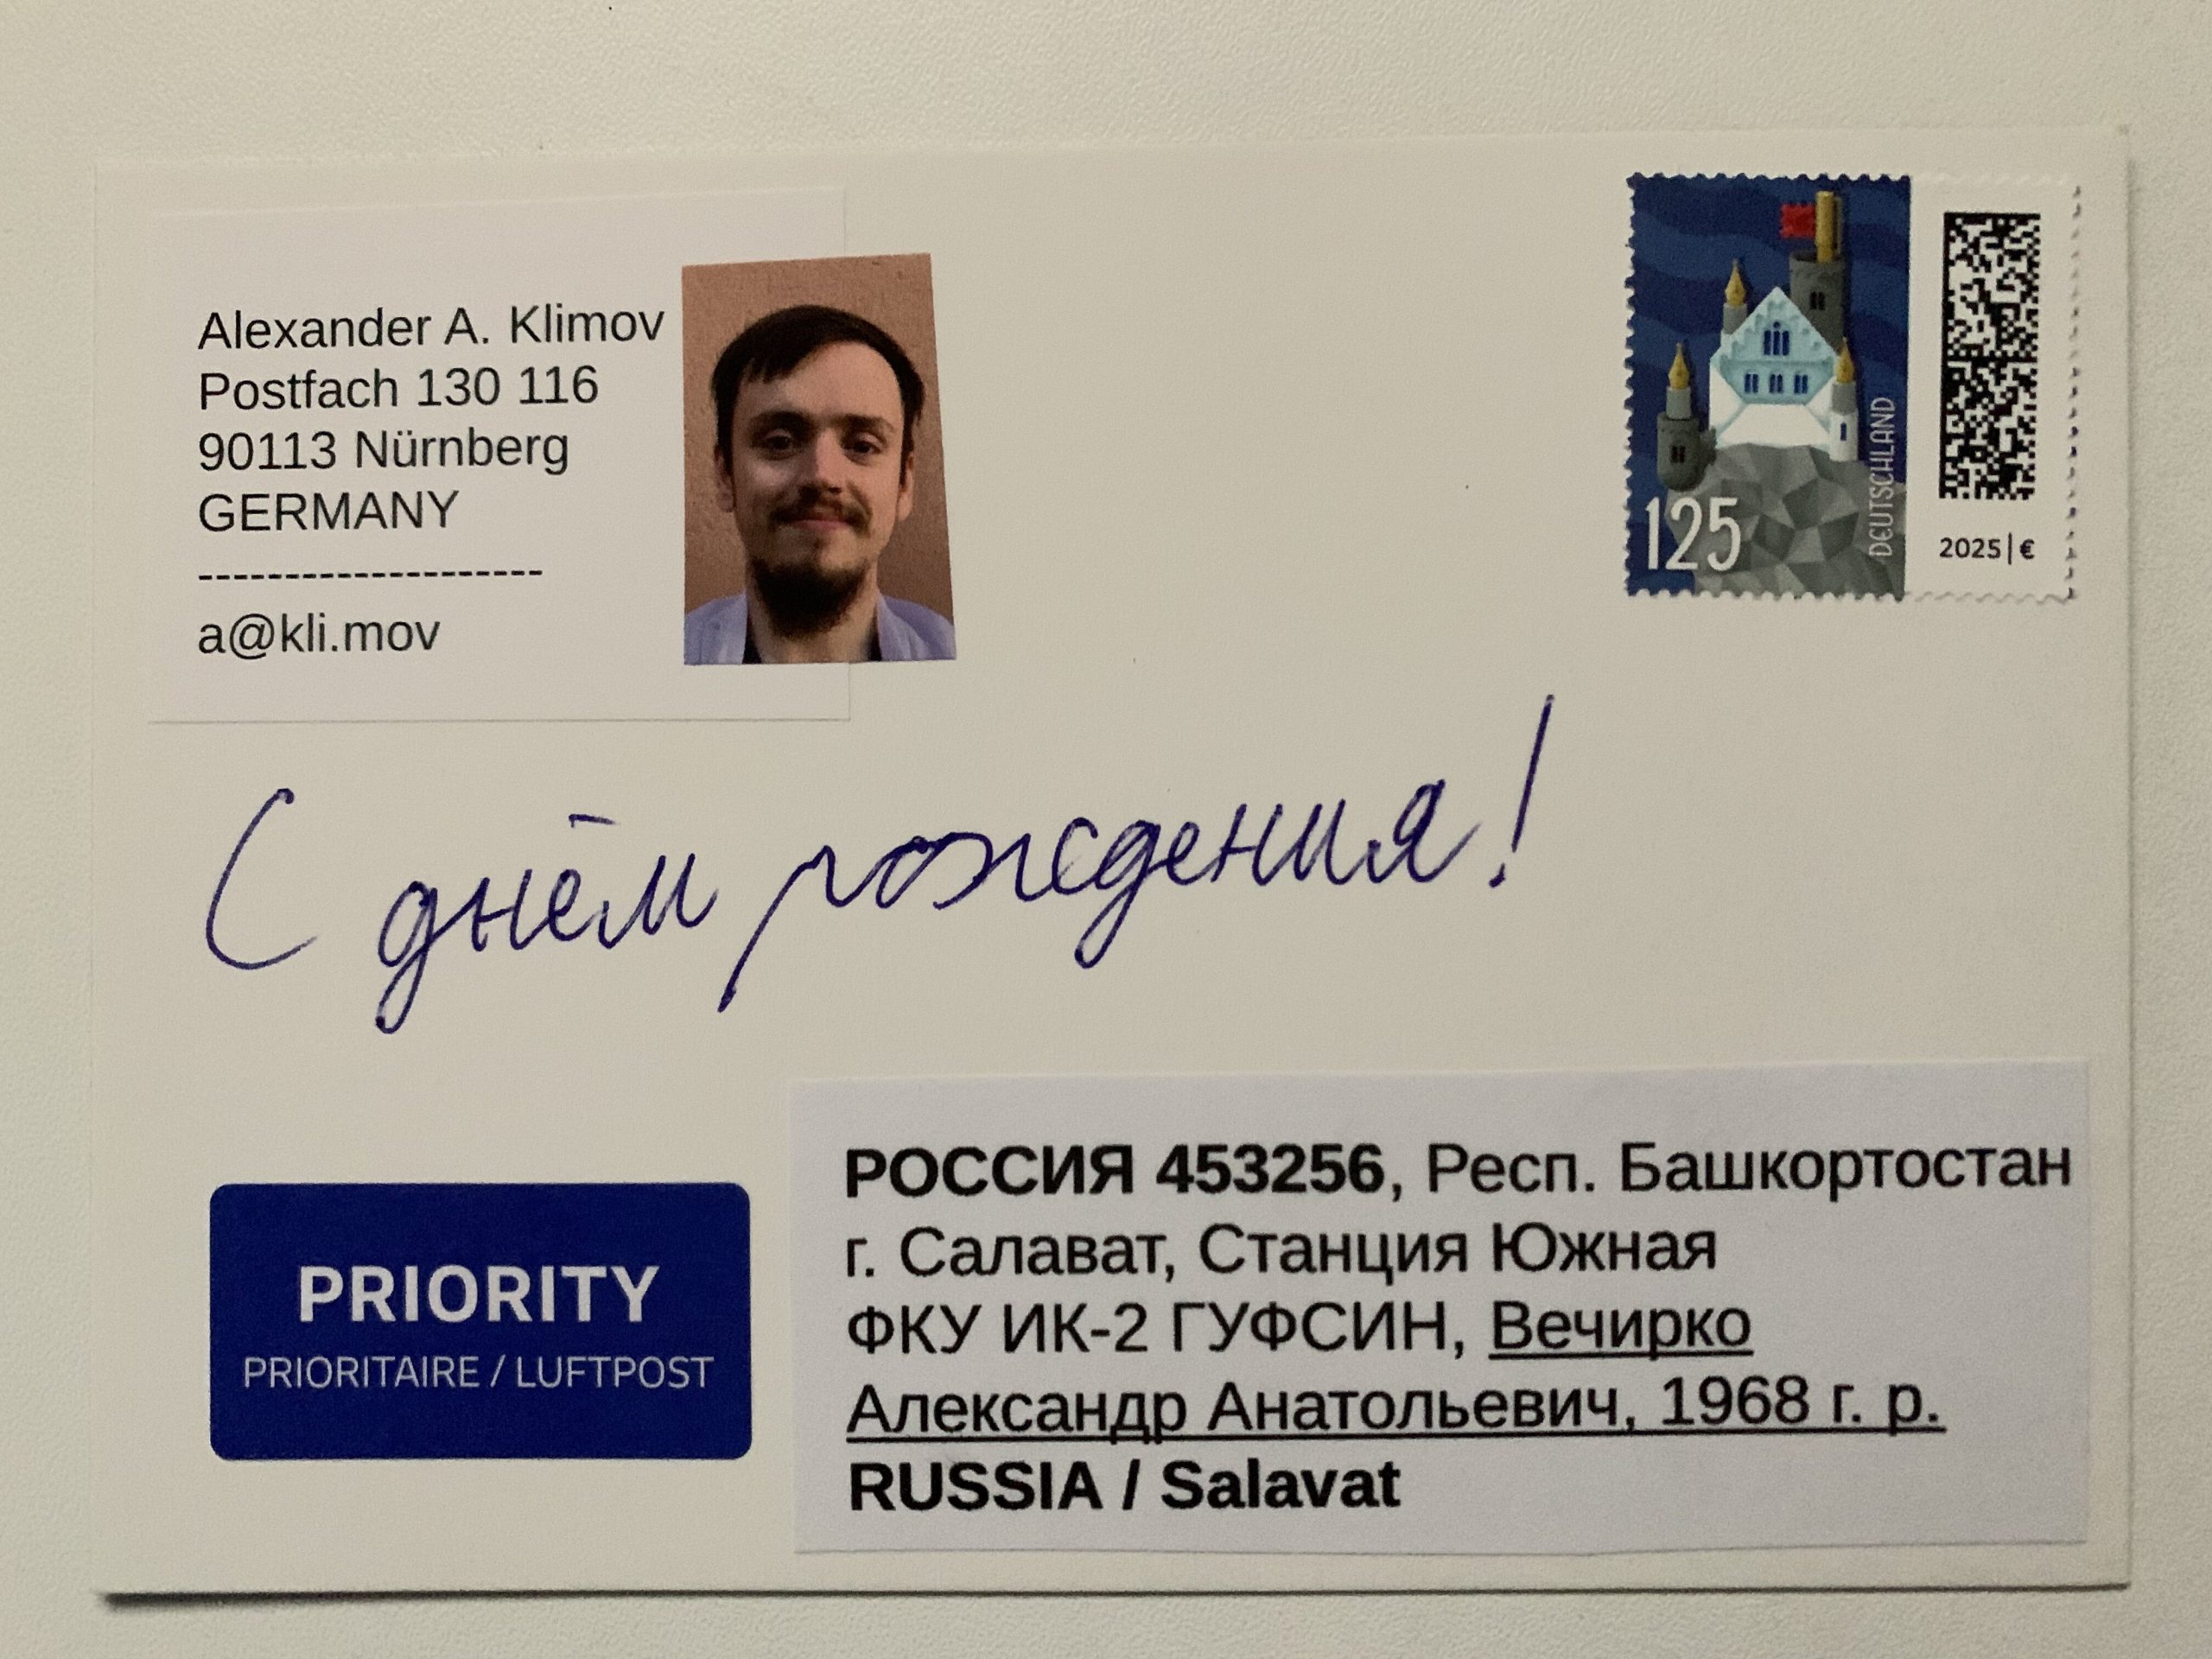 Alexander A. Klimov
Postfach 130 116
90113 Nürnberg
GERMANY
--------------------
a@kli.mov
125
DEUTSCHLAND
2025|€
С днём рождения!
PRIORITY
PRIORITAIRE / LUFTPOST
РОССИЯ 453256, Респ. Башкортостан
г. Салават, Станция Южная
ФКУ ИК-2 ГУФСИН, Вечирко
Александр Анатольевич, 1968 г. р.
RUSSIA / Salavat